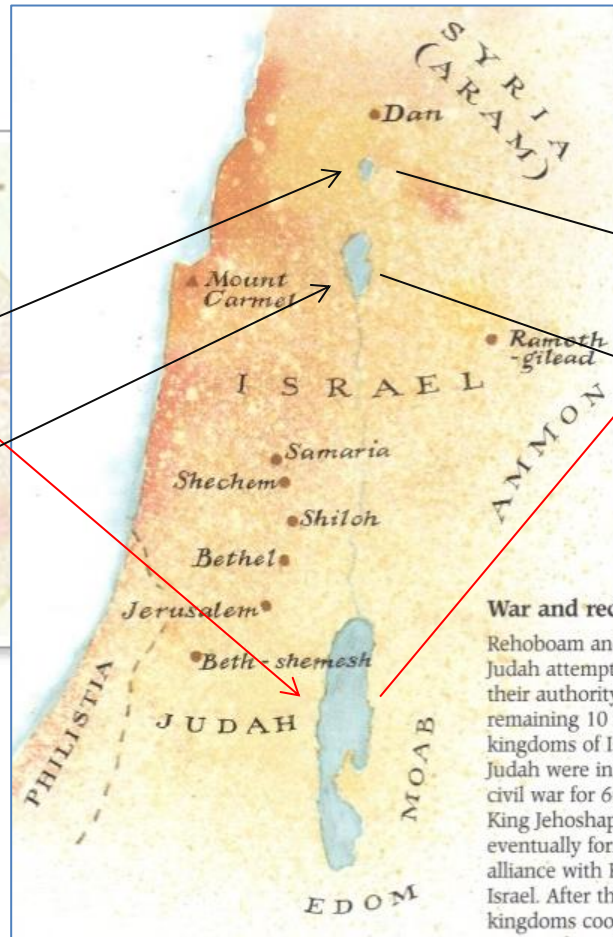 SYRIA
(ARAM)
Dan
Mount
Carmel
Ramoth
-gilead
ISRAEL
AMMON
Samaria
Shechem
Shiloh
Bethel
Jerusalem
Beth-shemesh
PHILISTIA
JUDAH
MOAB
EDOM
War and rec
Rehoboam an
Judah attempt
their authority
remaining 10
kingdoms of I
Judah were in
civil war for 6
King Jehoshap
eventually for
alliance with
Israel. After th
kingdoms coo